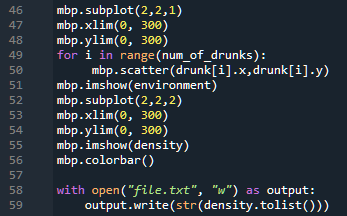 46 mbp.subplot(2,2,1)
47 mbp.xlim(0, 300)
48 mbp.ylim(0, 300)
49 for i in range(num_of_drunks):
50     mbp.scatter(drunk[i].x,drunk[i].y)
51 mbp.imshow(environment)
52 mbp.subplot(2,2,2)
53 mbp.xlim(0, 300)
54 mbp.ylim(0, 300)
55 mbp.imshow(density)
56 mbp.colorbar()
57
58 with open("file.txt", "w") as output:
59     output.write(str(density.tolist()))